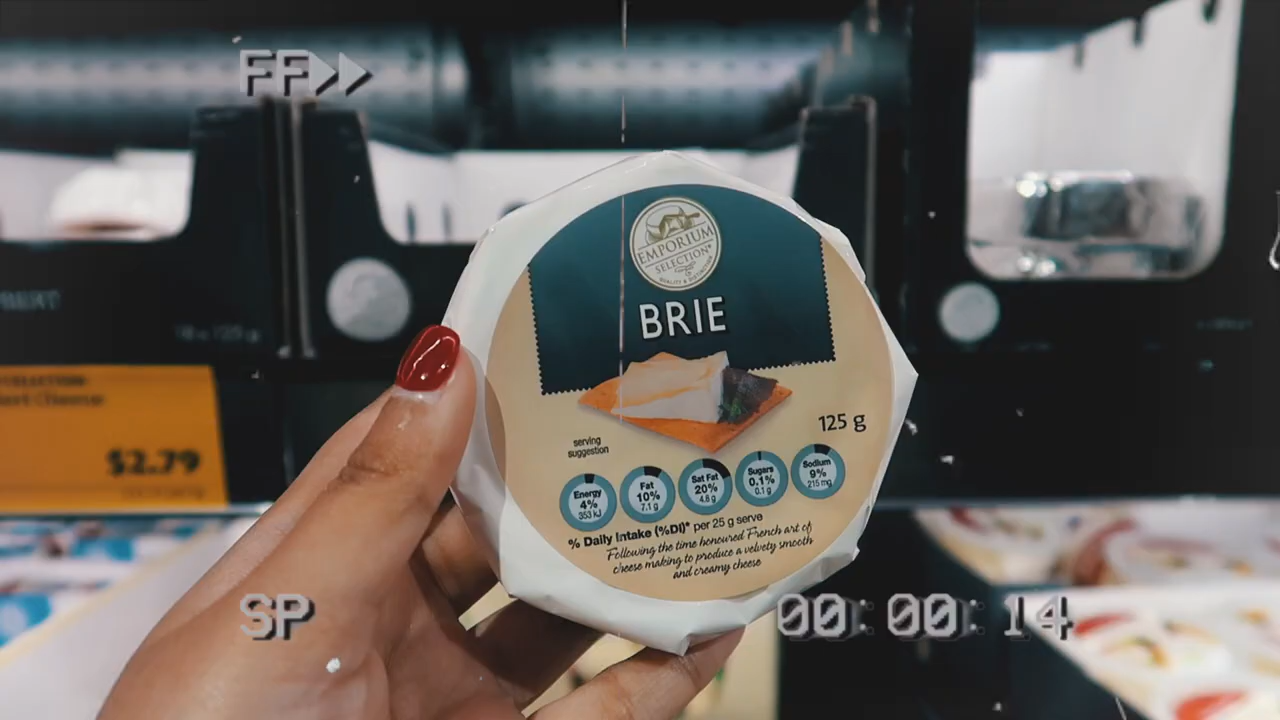 FF
EMPORIUM
SELECTION
BRIE
125 g
serving
suggestion
Energy
4%
353 kJ
Fat
10%
7.1 g
Sat Fat
20%
4.6 g
Sugars
0.1%
0.1 g
Sodium
9%
215 mg
% Daily Intake (%DI)* per 25 g serve
Following the time honoured French art of
cheese making to produce a velvety smooth
and creamy cheese
Cheese
$2.79
SP
00:00:14